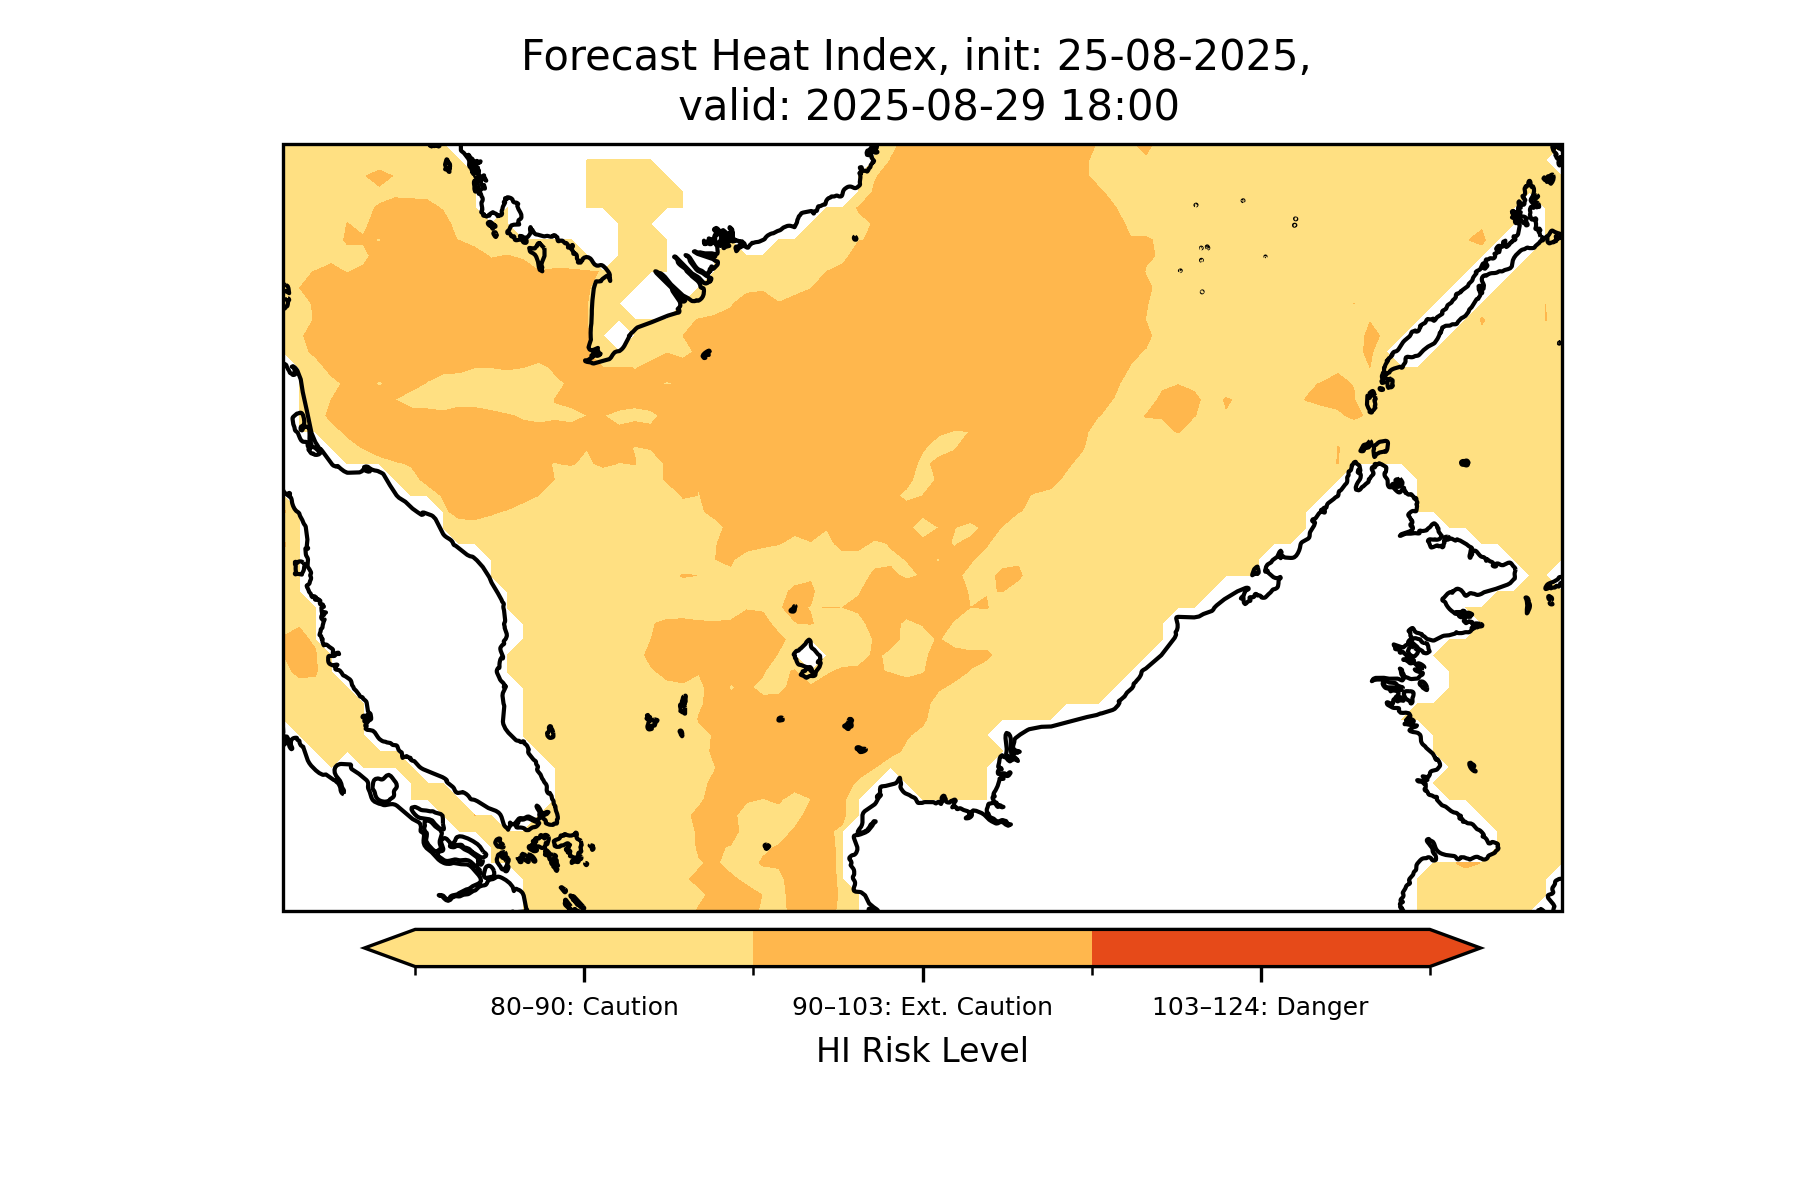 Forecast Heat Index, init: 25-08-2025,
valid: 2025-08-29 18:00
80–90: Caution
90–103: Ext. Caution
103–124: Danger
HI Risk Level